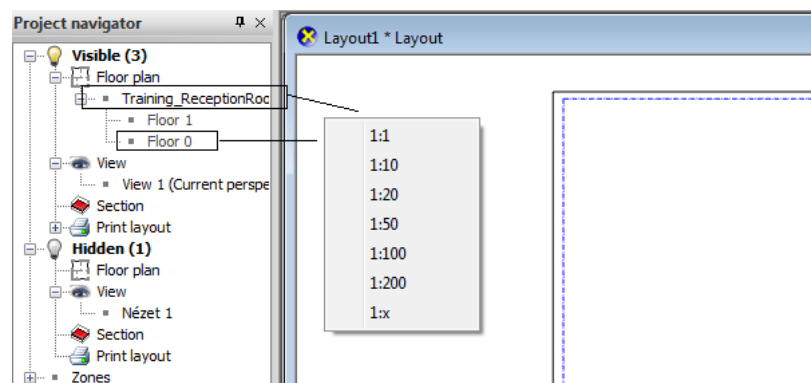 Project navigator
Visible (3)
Floor plan
Training_ReceptionRoc
Floor 1
Floor 0
View
View 1 (Current perspe
Section
Print layout
Hidden (1)
Floor plan
View
Nézet 1
Section
Print layout
Zones
Layout1 * Layout
1:1
1:10
1:20
1:50
1:100
1:200
1:x